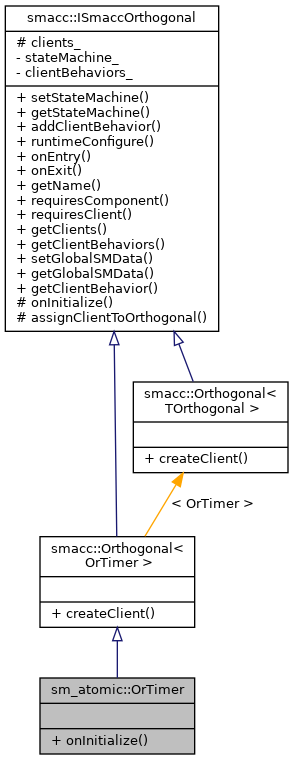 smacc::ISmaccOrthogonal
# clients_
- stateMachine_
- clientBehaviors_
+ setStateMachine()
+ getStateMachine()
+ addClientBehavior()
+ runtimeConfigure()
+ onEntry()
+ onExit()
+ getName()
+ requiresComponent()
+ requiresClient()
+ getClients()
+ getClientBehaviors()
+ setGlobalSMData()
+ getGlobalSMData()
+ getClientBehavior()
# onInitialize()
# assignClientToOrthogonal()
smacc::Orthogonal<
TOrthogonal >
+ createClient()
< OrTimer >
smacc::Orthogonal<
OrTimer >
+ createClient()
sm_atomic::OrTimer
+ onInitialize()